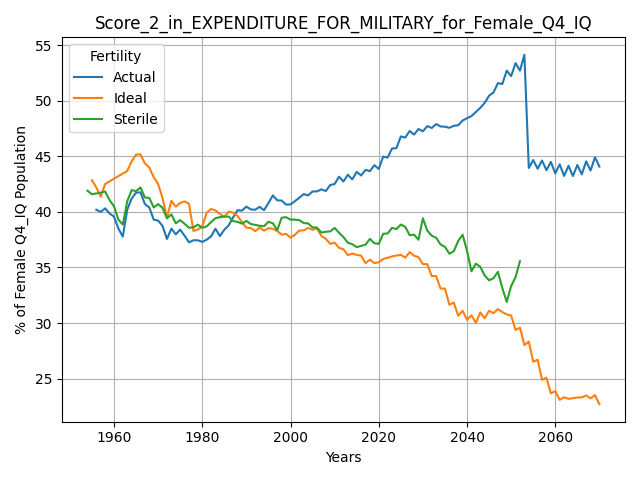 Score_2_in_EXPENDITURE_FOR_MILITARY_for_Female_Q4_IQ
Fertility
Actual
Ideal
Sterile
% of Female Q4_IQ Population
55
50
45
40
35
30
25
1960
1980
2000
2020
2040
2060
Years